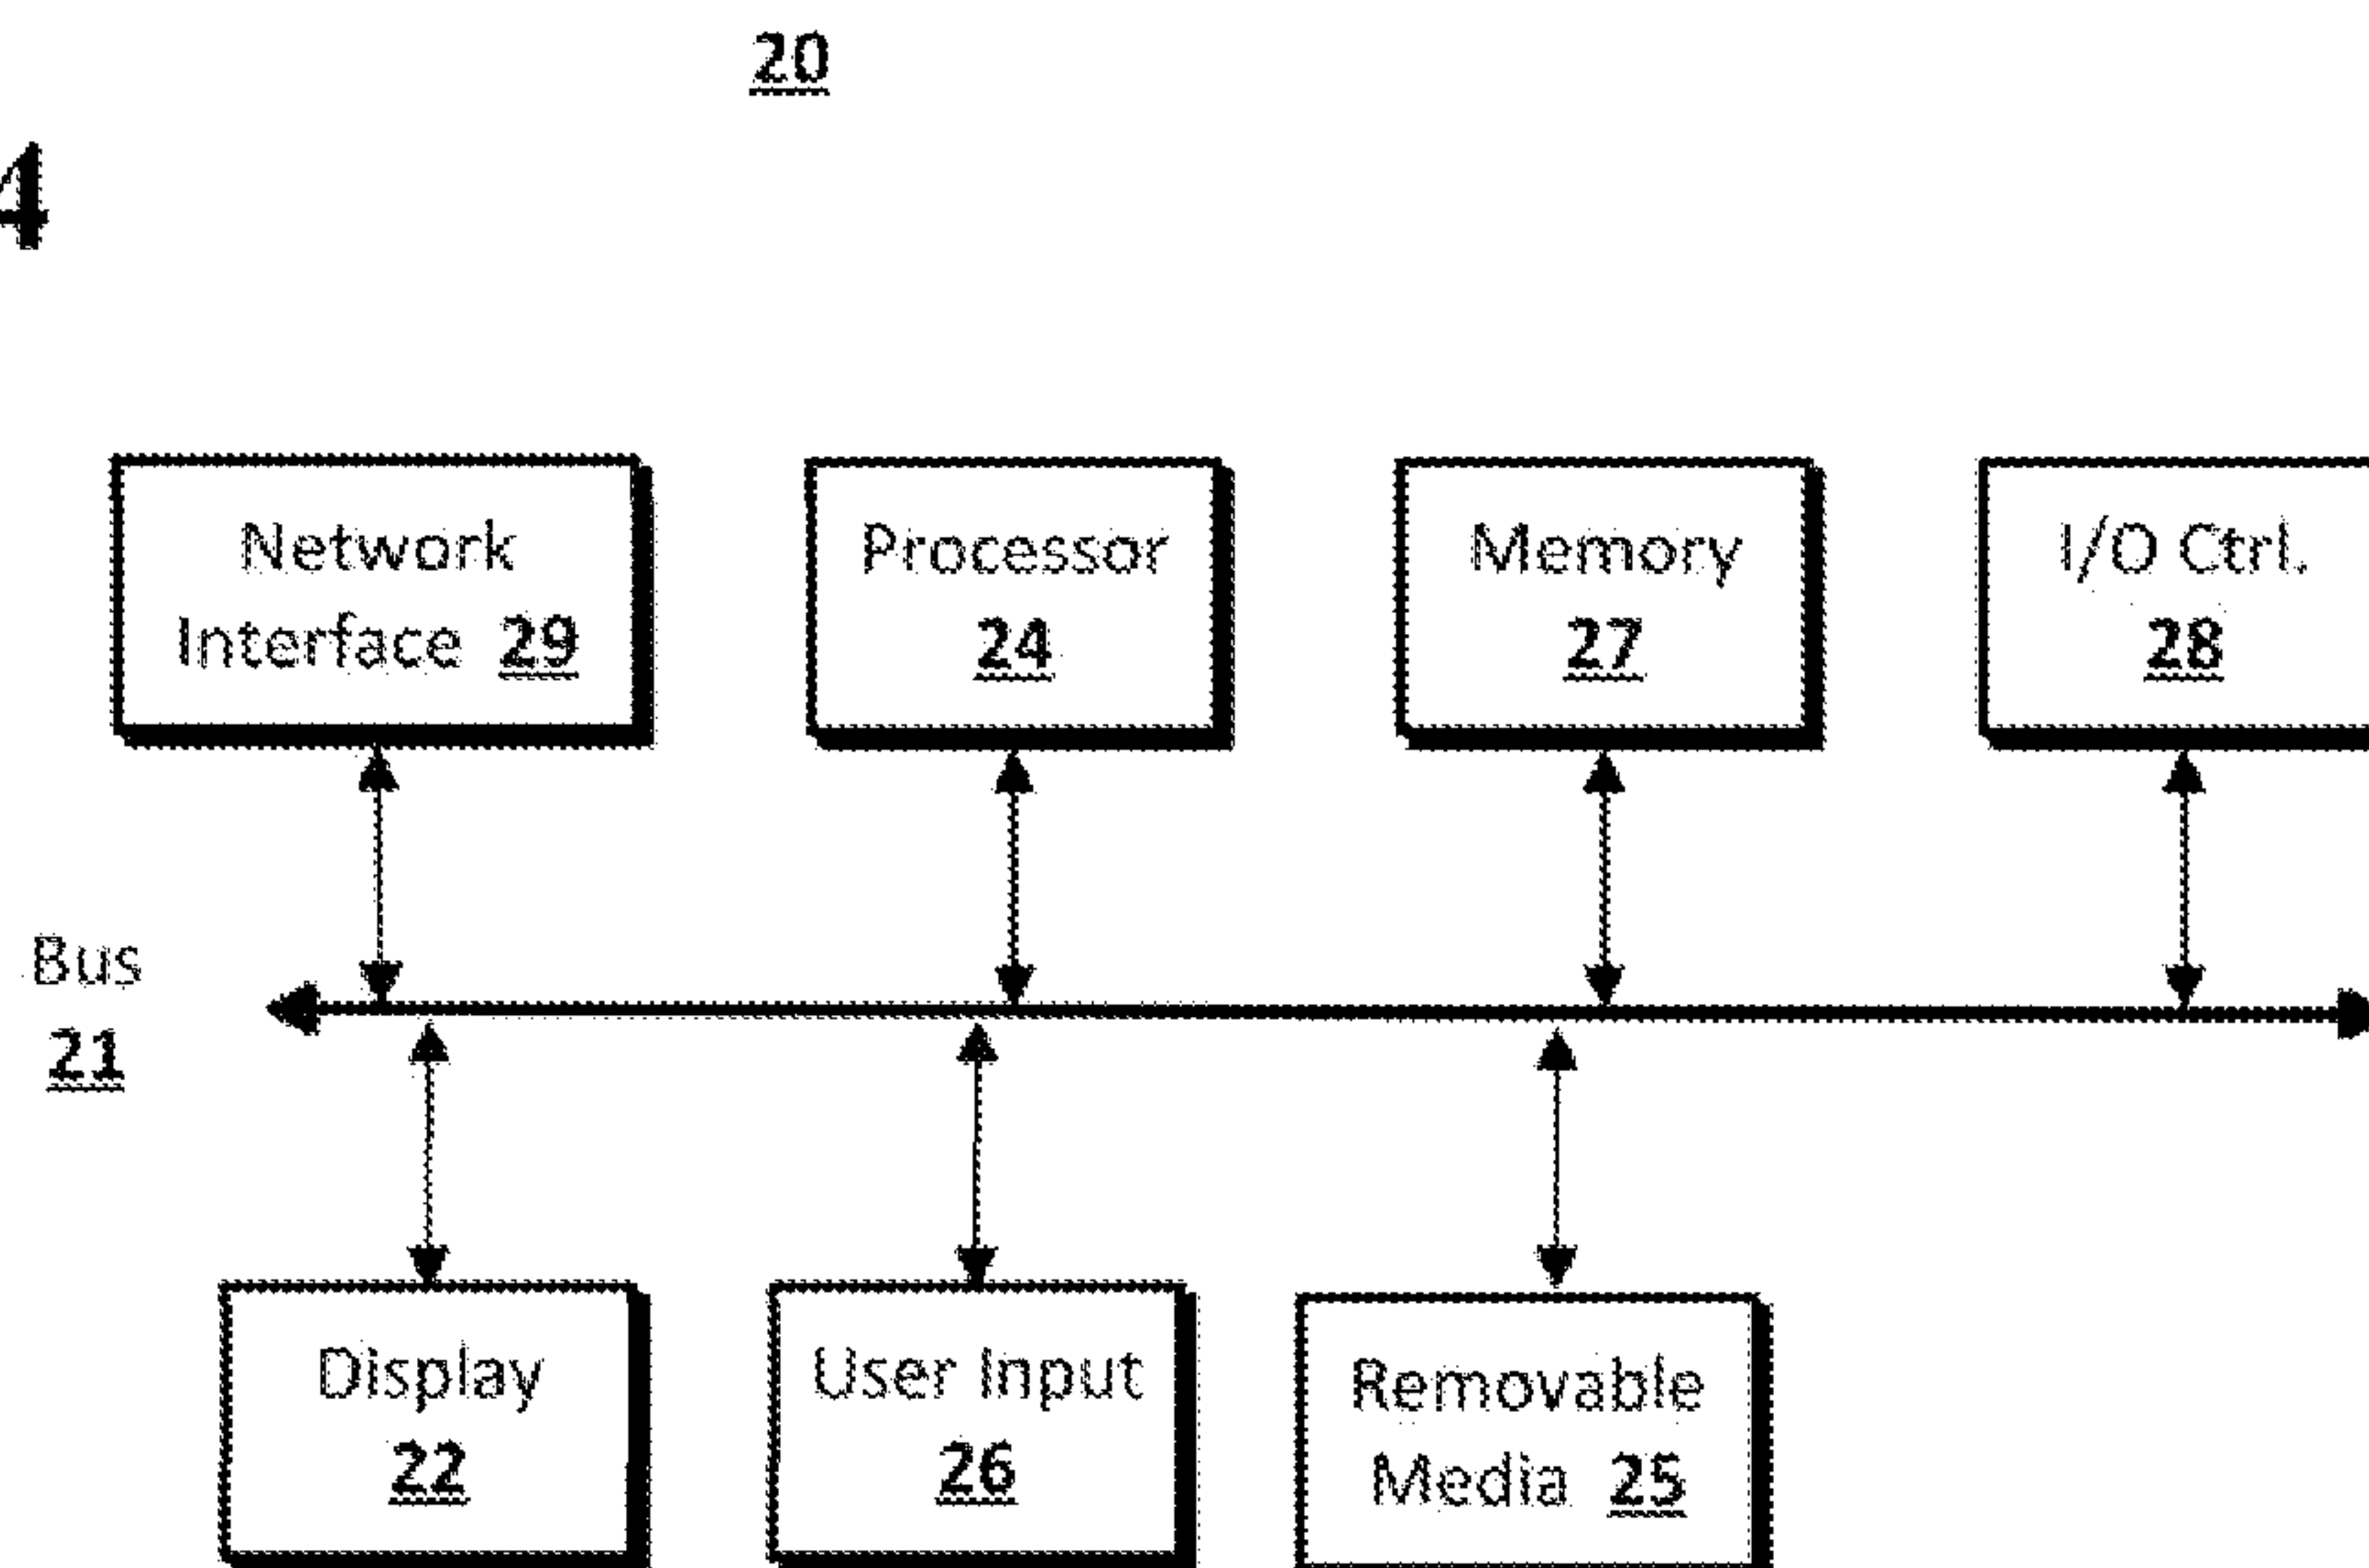 20
4
Network
Interface 29
Processor
24
Memory
27
I/O Ctrl.
28
Bus
21
Display
22
User Input
26
Removable
Media 25